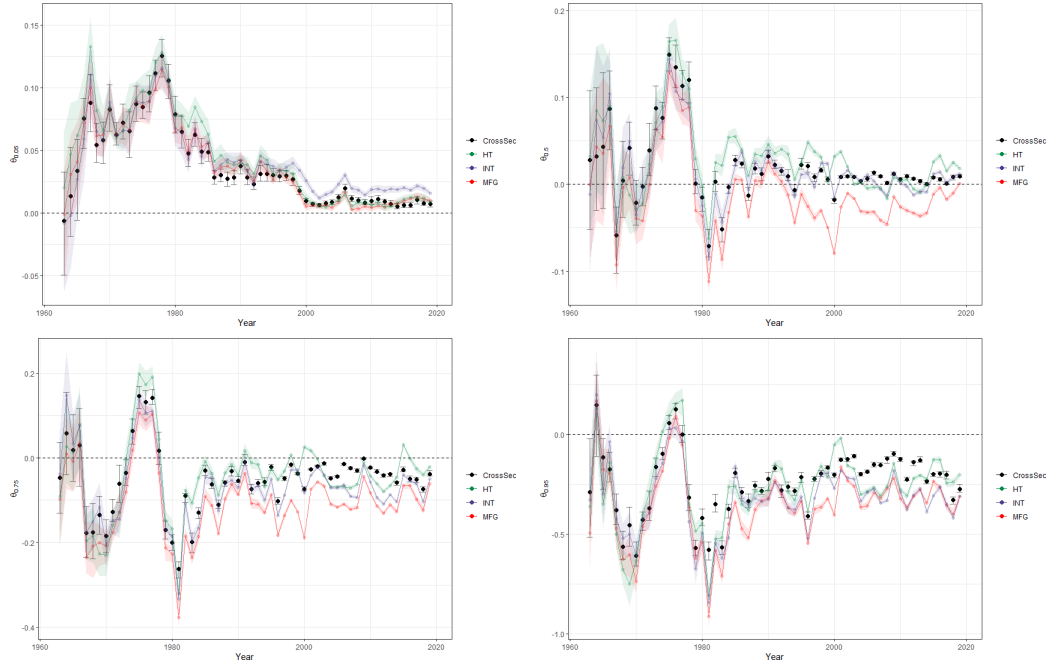 0.15
0.10
0.05
0.00
-0.05
θ0.05
1960
1980
2000
2020
Year
CrossSec
HT
INT
MFG
0.2
0.1
0.0
-0.1
θ0.5
1960
1980
2000
2020
Year
CrossSec
HT
INT
MFG
0.2
0.0
-0.2
-0.4
θ0.75
1960
1980
2000
2020
Year
CrossSec
HT
INT
MFG
0.0
-0.5
-1.0
θ0.95
1960
1980
2000
2020
Year
CrossSec
HT
INT
MFG